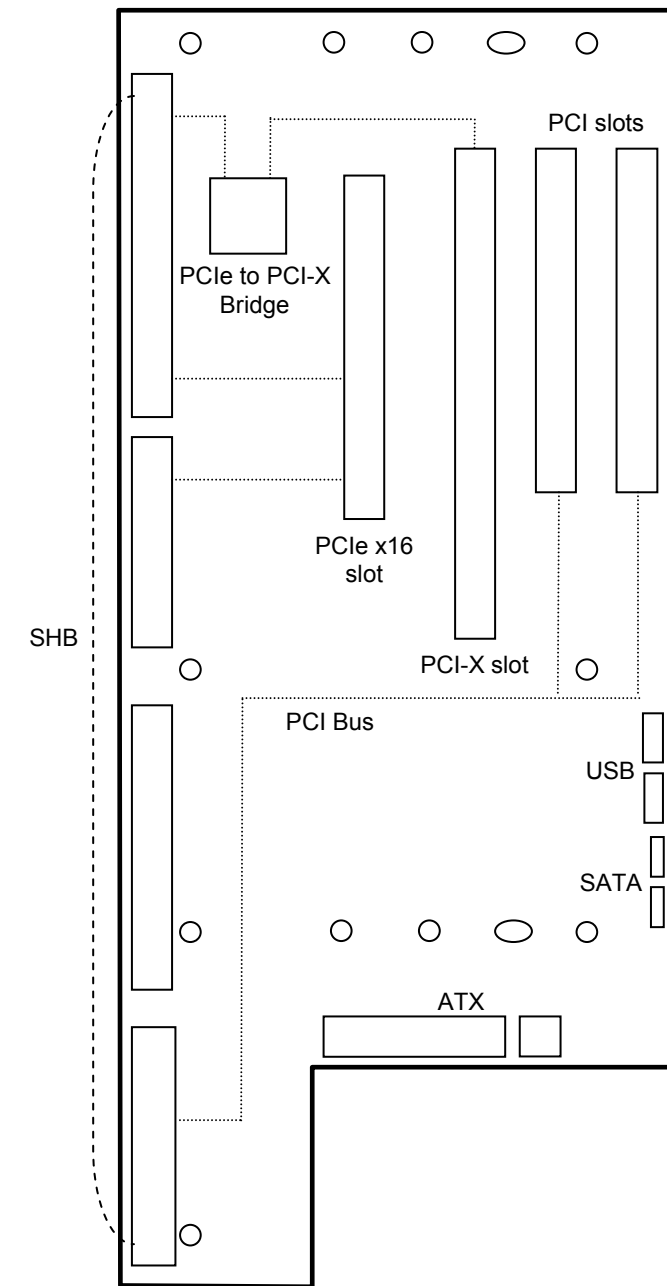 PCI slots
PCIe to PCI-X
Bridge
PCIe x16
slot
SHB
PCI-X slot
PCI Bus
USB
SATA
ATX